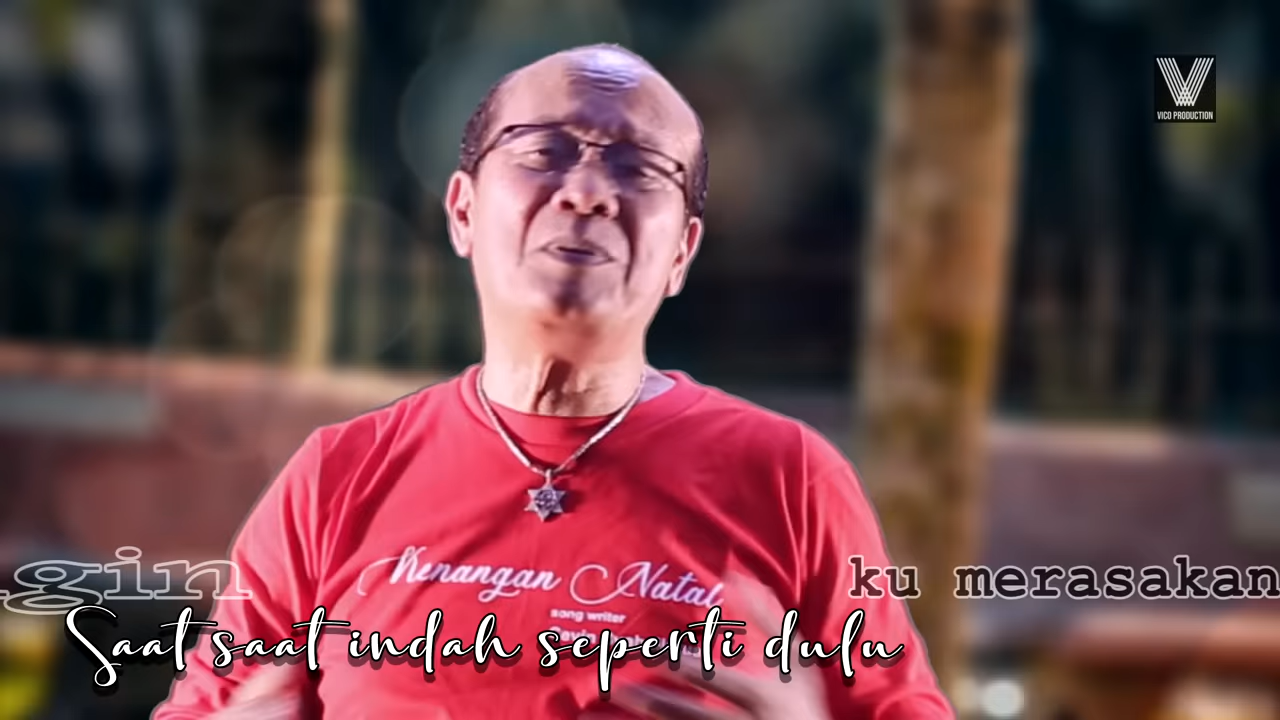 VICO PRODUCTION
Kenangan Natal
song writer
gin ku merasakan
Saat saat indah seperti dulu